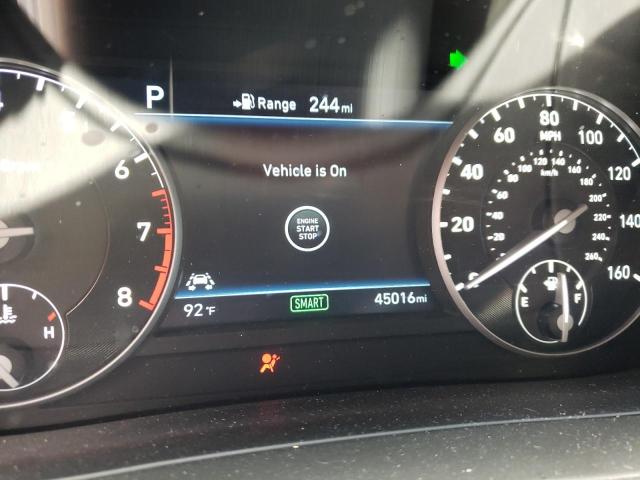 P
Range 244mi
Vehicle is On
ENGINE
START
STOP
92°F
SMART
45016mi
6
7
8
H
0
20
40
60
80
100
120
140
160
MPH
20
40
60
80
100
120
140
160
180
200
220
240
260
km/h
E
F